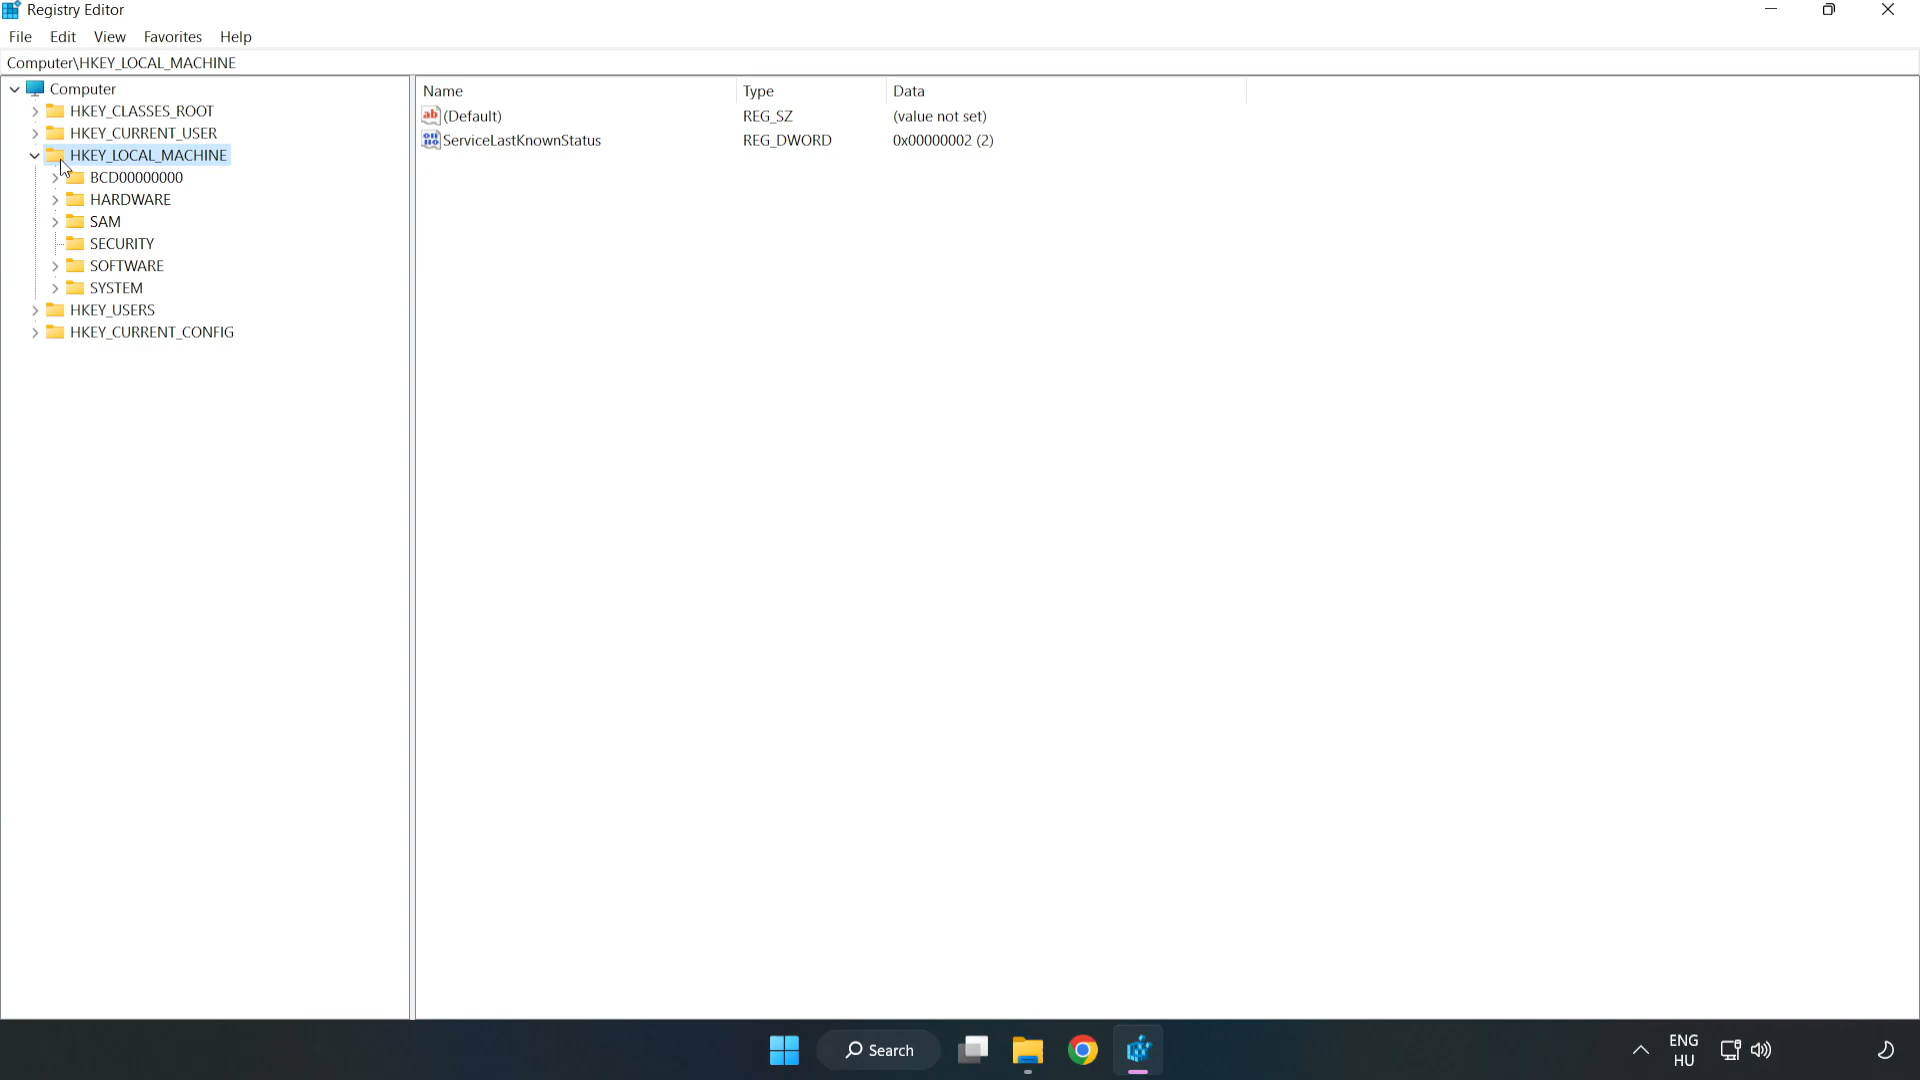 Registry Editor
File Edit View Favorites Help
Computer\HKEY_LOCAL_MACHINE
Computer
HKEY_CLASSES_ROOT
HKEY_CURRENT_USER
HKEY_LOCAL_MACHINE
BCD00000000
HARDWARE
SAM
SECURITY
SOFTWARE
SYSTEM
HKEY_USERS
HKEY_CURRENT_CONFIG
Name Type Data
ab (Default) REG_SZ (value not set)
ServiceLastKnownStatus REG_DWORD 0x00000002 (2)
Search
ENG
HU